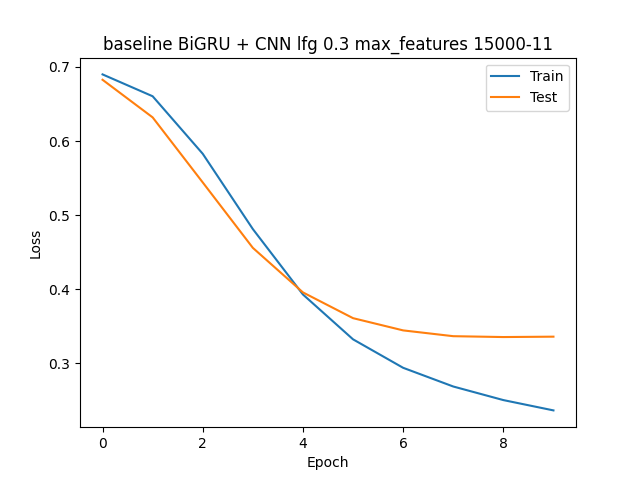 baseline BiGRU + CNN lfg 0.3 max_features 15000-11
Train
Test
0.7
0.6
0.5
0.4
0.3
Loss
0 2 4 6 8
Epoch